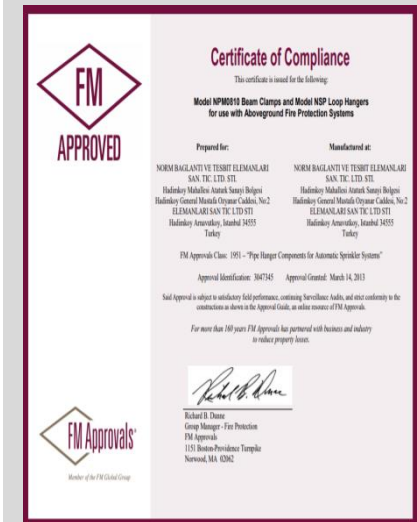 FM
APPROVED
Certificate of Compliance
This certificate is issued for the following:
Model NPM0810 Beam Clamps and Model NSP Loop Hangers
for use with Aboveground Fire Protection Systems
Prepared for:
NORM BAGLANTI VE TESBIT ELEMANLARI
SAN. TIC. LTD. STI.
Hadimkoy Mahallesi Ataturk Sanayi Bolgesi
Hadimkoy General Mustafa Ozyanar Caddesi, No:2
ELEMANLARI SAN TIC LTD STI
Hadimkoy Arnavutkoy, Istanbul 34555
Turkey
Manufactured at:
NORM BAGLANTI VE TESBIT ELEMANLARI
SAN. TIC. LTD. STI.
Hadimkoy Mahallesi Ataturk Sanayi Bolgesi
Hadimkoy General Mustafa Ozyanar Caddesi, No:2
ELEMANLARI SAN TIC LTD STI
Hadimkoy Arnavutkoy, Istanbul 34555
Turkey
FM Approvals Class: 1951 – "Pipe Hanger Components for Automatic Sprinkler Systems"
Approval Identification: 3047345 Approval Granted: March 14, 2013
Said Approval is subject to satisfactory field performance, continuing Surveillance Audits, and strict conformity to the
constructions as shown in the Approval Guide, an online resource of FM Approvals.
For more than 160 years FM Approvals has partnered with business and industry
to reduce property losses.
Richard B. Dunne
Richard B. Dunne
Group Manager - Fire Protection
FM Approvals
1151 Boston-Providence Turnpike
Norwood, MA 02062
FM Approvals
Member of the FM Global Group